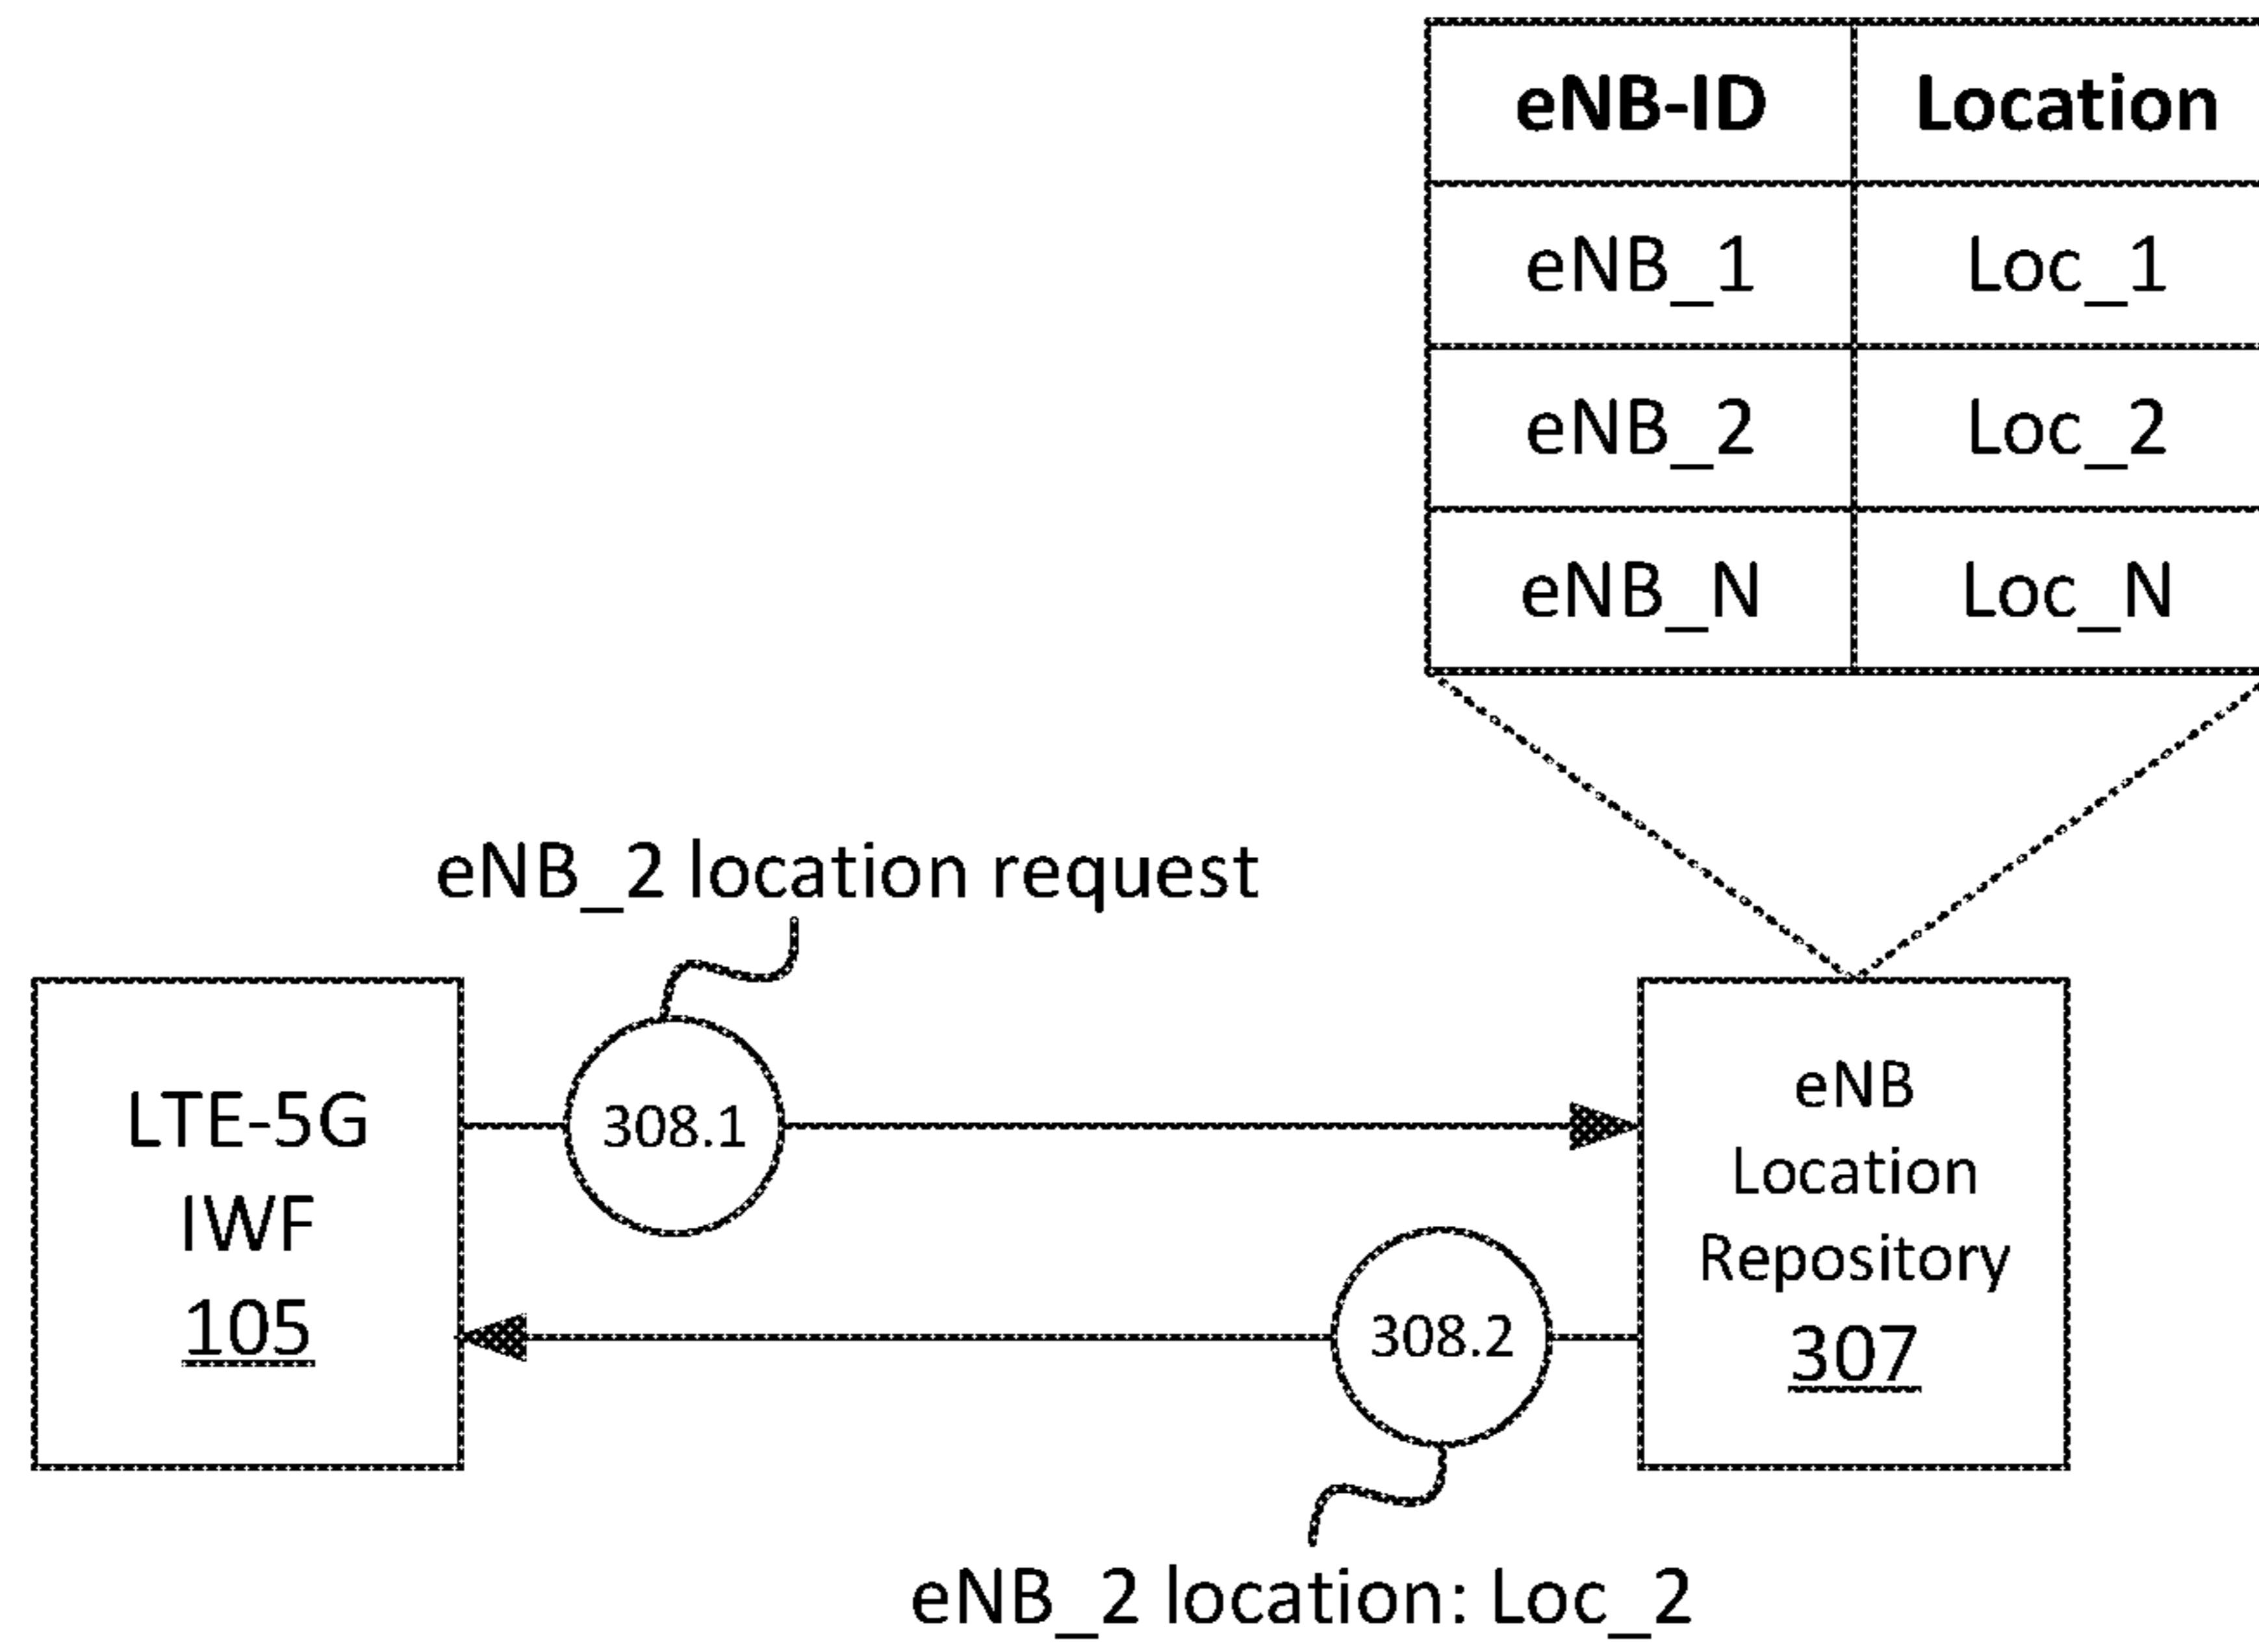 eNB-ID Location
eNB_1 Loc_1
eNB_2 Loc_2
eNB_N Loc_N
eNB_2 location request
LTE-5G
IWF
105
308.1
eNB
Location
Repository
307
308.2
eNB_2 location: Loc_2